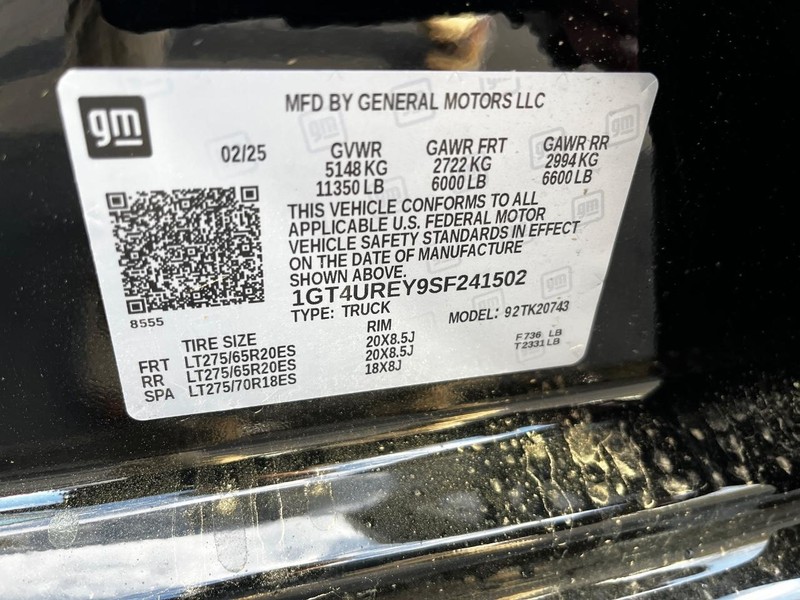 gm
MFD BY GENERAL MOTORS LLC
02/25
GVWR GAWR FRT GAWR RR
5148 KG 2722 KG 2994 KG
11350 LB 6000 LB 6600 LB
THIS VEHICLE CONFORMS TO ALL
APPLICABLE U.S. FEDERAL MOTOR
VEHICLE SAFETY STANDARDS IN EFFECT
ON THE DATE OF MANUFACTURE
SHOWN ABOVE.
1GT4UREY9SF241502
8555
TYPE: TRUCK MODEL: 92TK20743
TIRE SIZE RIM
FRT LT275/65R20ES 20X8.5J F 736 LB
RR LT275/65R20ES 20X8.5J T 2331 LB
SPA LT275/70R18ES 18X8J